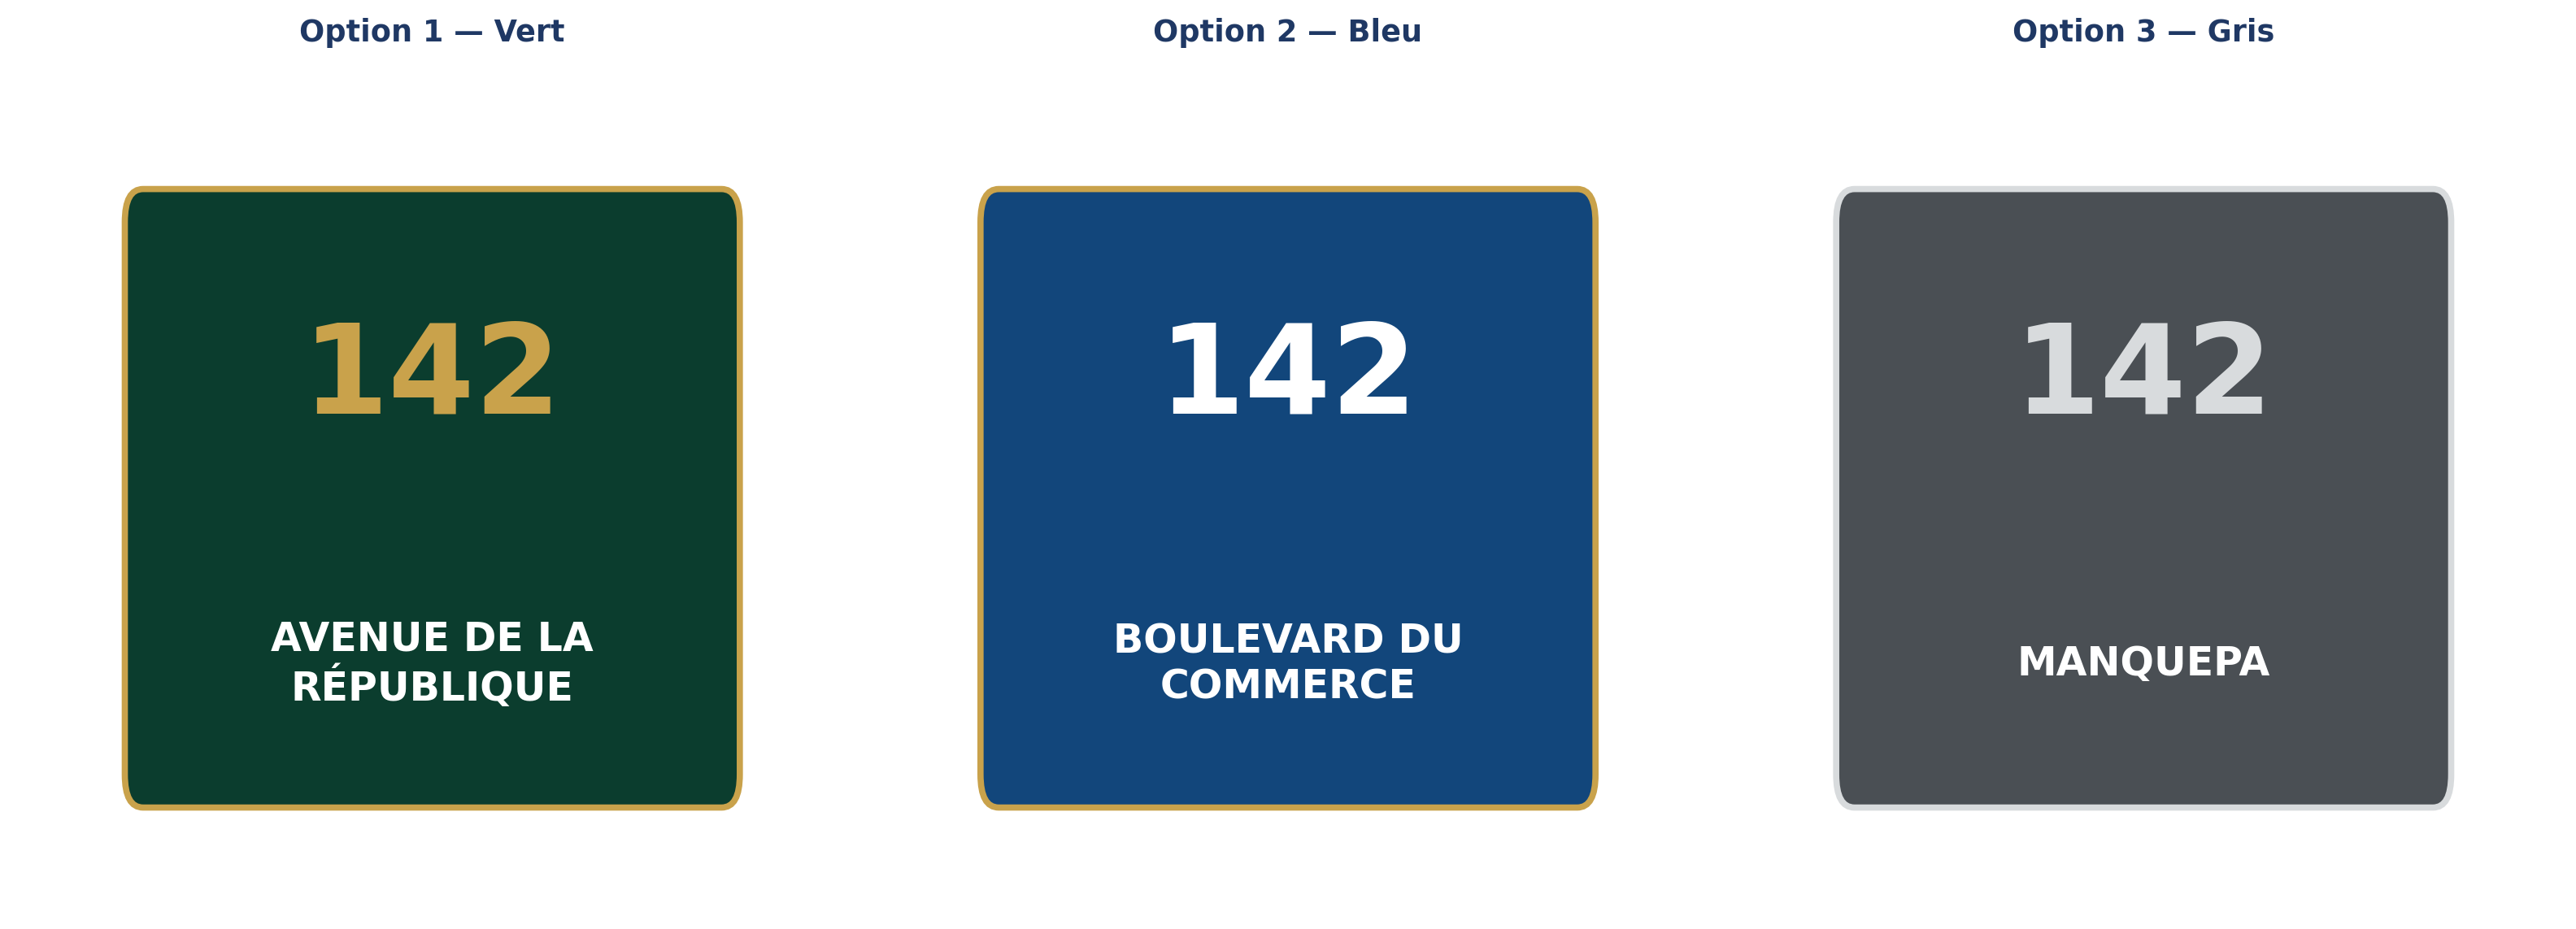 Option 1 — Vert
142
AVENUE DE LA
RÉPUBLIQUE
Option 2 — Bleu
142
BOULEVARD DU
COMMERCE
Option 3 — Gris
142
MANQUEPA